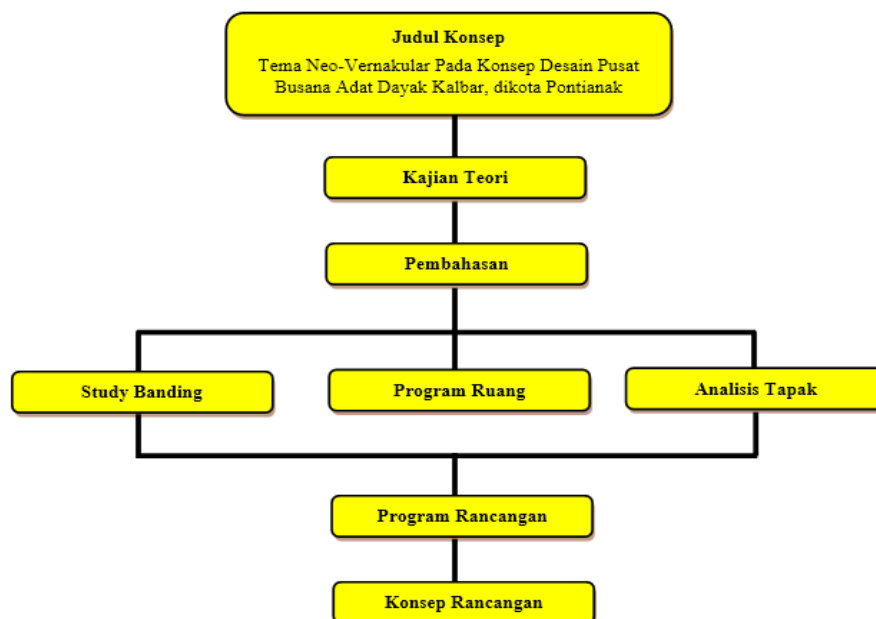 Judul Konsep
Tema Neo-Vernakular Pada Konsep Desain Pusat
Busana Adat Dayak Kalbar, dikota Pontianak
Kajian Teori
Pembahasan
Study Banding
Program Ruang
Analisis Tapak
Program Rancangan
Konsep Rancangan